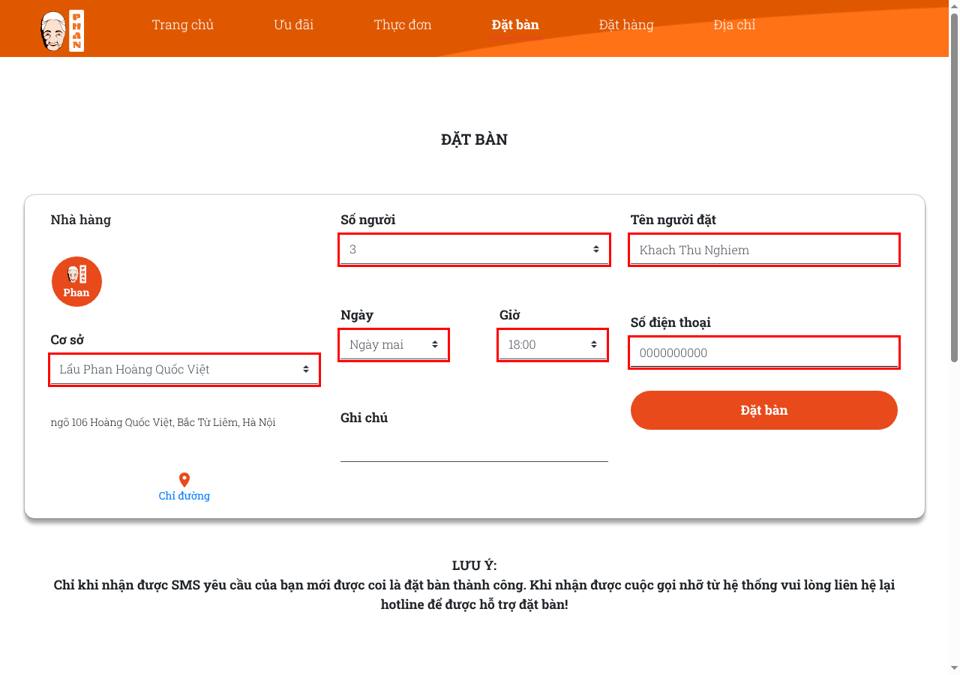 PHAN
Trang chủ
Ưu đãi
Thực đơn
Đặt bàn
Đặt hàng
Địa chỉ
ĐẶT BÀN
Nhà hàng
Phan
Cơ sở
Lẩu Phan Hoàng Quốc Việt
ngõ 106 Hoàng Quốc Việt, Bắc Từ Liêm, Hà Nội
Chỉ đường
Số người
3
Ngày
Giờ
Ngày mai
18:00
Ghi chú
Tên người đặt
Khach Thu Nghiem
Số điện thoại
0000000000
Đặt bàn
LƯU Ý:
Chỉ khi nhận được SMS yêu cầu của bạn mới được coi là đặt bàn thành công. Khi nhận được cuộc gọi nhỡ từ hệ thống vui lòng liên hệ lại
hotline để được hỗ trợ đặt bàn!